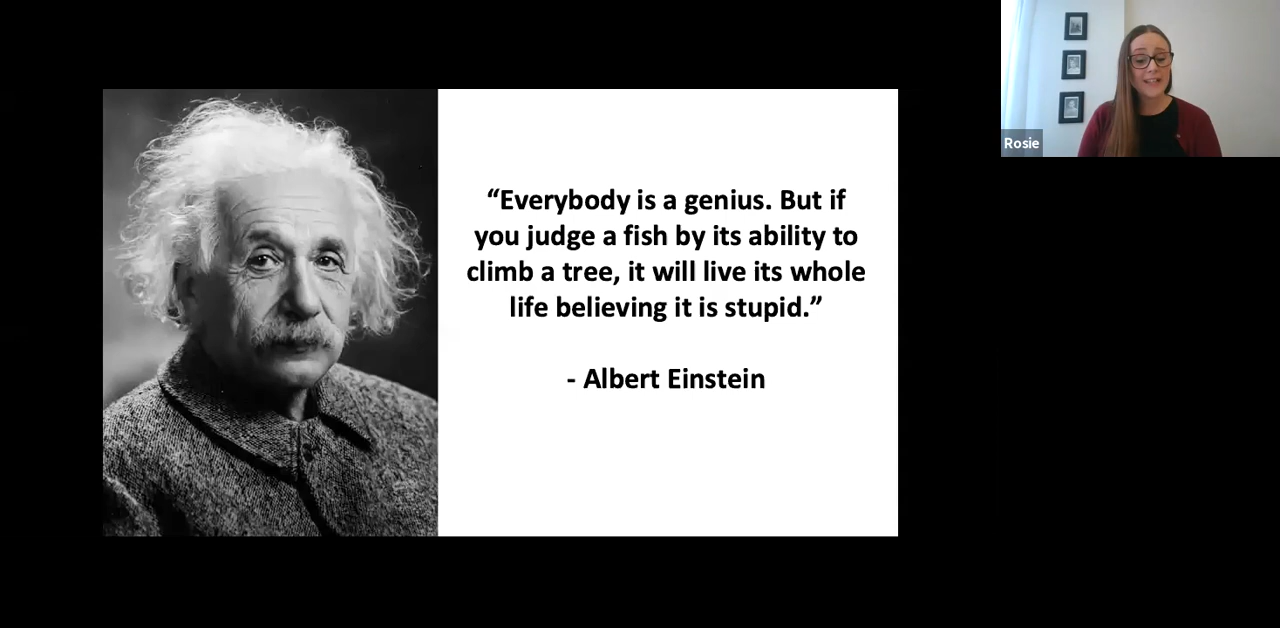 “Everybody is a genius. But if
you judge a fish by its ability to
climb a tree, it will live its whole
life believing it is stupid.”
- Albert Einstein
Rosie